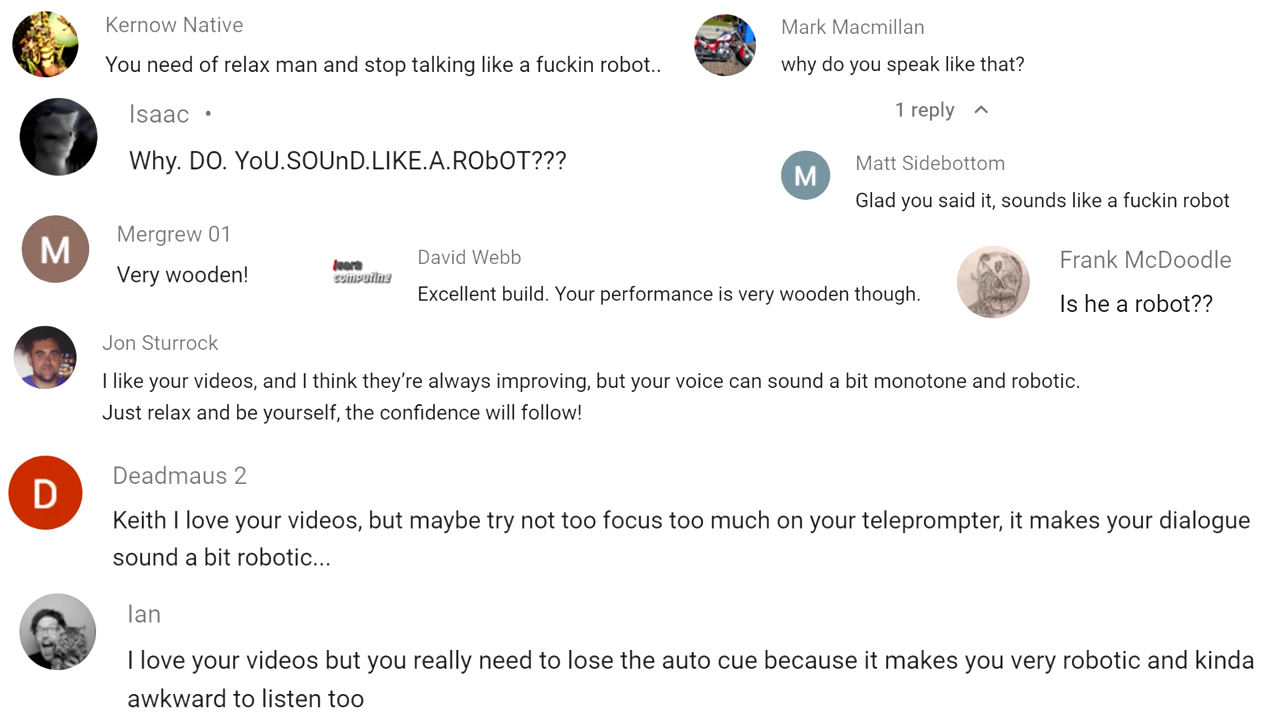 Kernow Native
You need of relax man and stop talking like a fuckin robot..
Mark Macmillan
why do you speak like that?
1 reply
Isaac •
Why. DO. YoU.SOUnD.LIKE.A.RObOT???
M
Matt Sidebottom
Glad you said it, sounds like a fuckin robot
M
Mergrew 01
Very wooden!
learn
computing
David Webb
Excellent build. Your performance is very wooden though.
Frank McDoodle
Is he a robot??
Jon Sturrock
I like your videos, and I think they’re always improving, but your voice can sound a bit monotone and robotic.
Just relax and be yourself, the confidence will follow!
D
Deadmaus 2
Keith I love your videos, but maybe try not too focus too much on your teleprompter, it makes your dialogue
sound a bit robotic...
Ian
I love your videos but you really need to lose the auto cue because it makes you very robotic and kinda
awkward to listen too